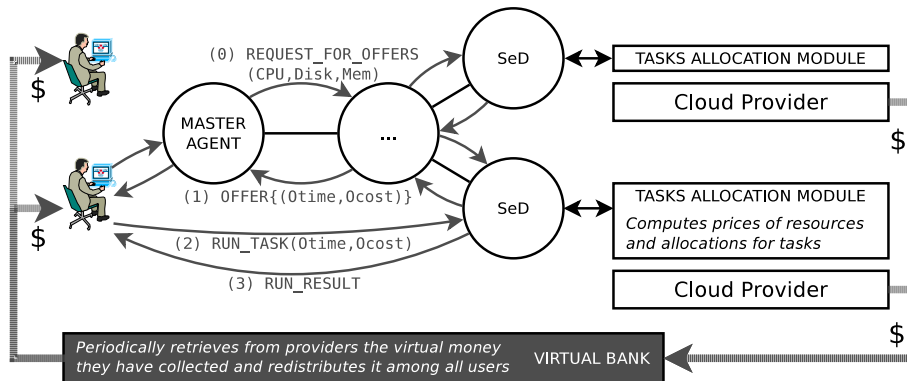 (0) REQUEST_FOR_OFFERS
(CPU,Disk,Mem)
SeD
TASKS ALLOCATION MODULE
Cloud Provider
$
$
MASTER
AGENT
...
(1) OFFER{(Otime,Ocost)}
SeD
TASKS ALLOCATION MODULE
Computes prices of resources
and allocations for tasks
$
(2) RUN_TASK(Otime,Ocost)
(3) RUN_RESULT
Cloud Provider
$
Periodically retrieves from providers the virtual money
they have collected and redistributes it among all users
VIRTUAL BANK